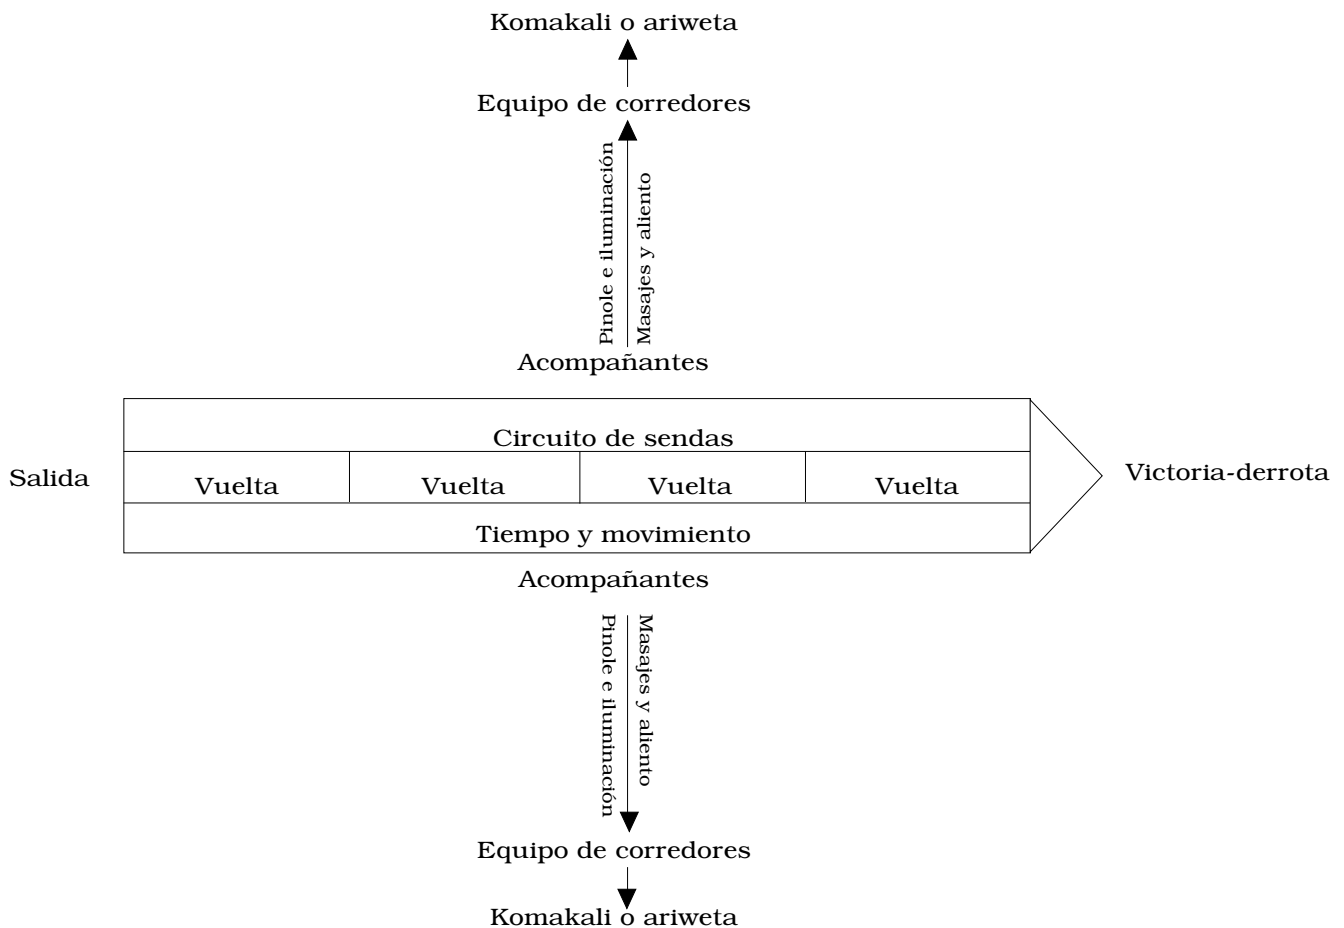 Komakali o ariweta
Equipo de corredores
Pinole e iluminación
Masajes y aliento
Acompañantes
Circuito de sendas
Salida
Vuelta
Vuelta
Vuelta
Vuelta
Victoria-derrota
Tiempo y movimiento
Acompañantes
Pinole e iluminación
Masajes y aliento
Equipo de corredores
Komakali o ariweta